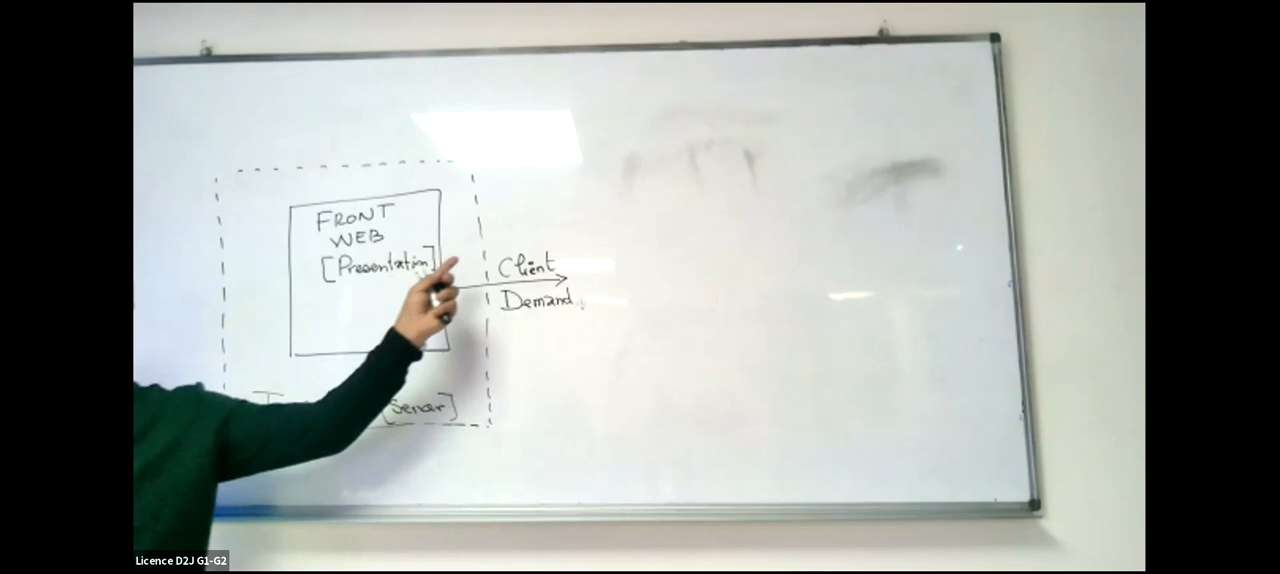 FRONT
WEB
[Presentation]
Client
Demand
[Server]
Licence D2J G1-G2